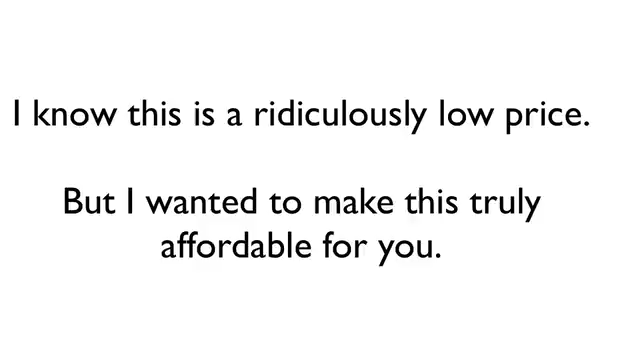 I know this is a ridiculously low price.
But I wanted to make this truly
affordable for you.